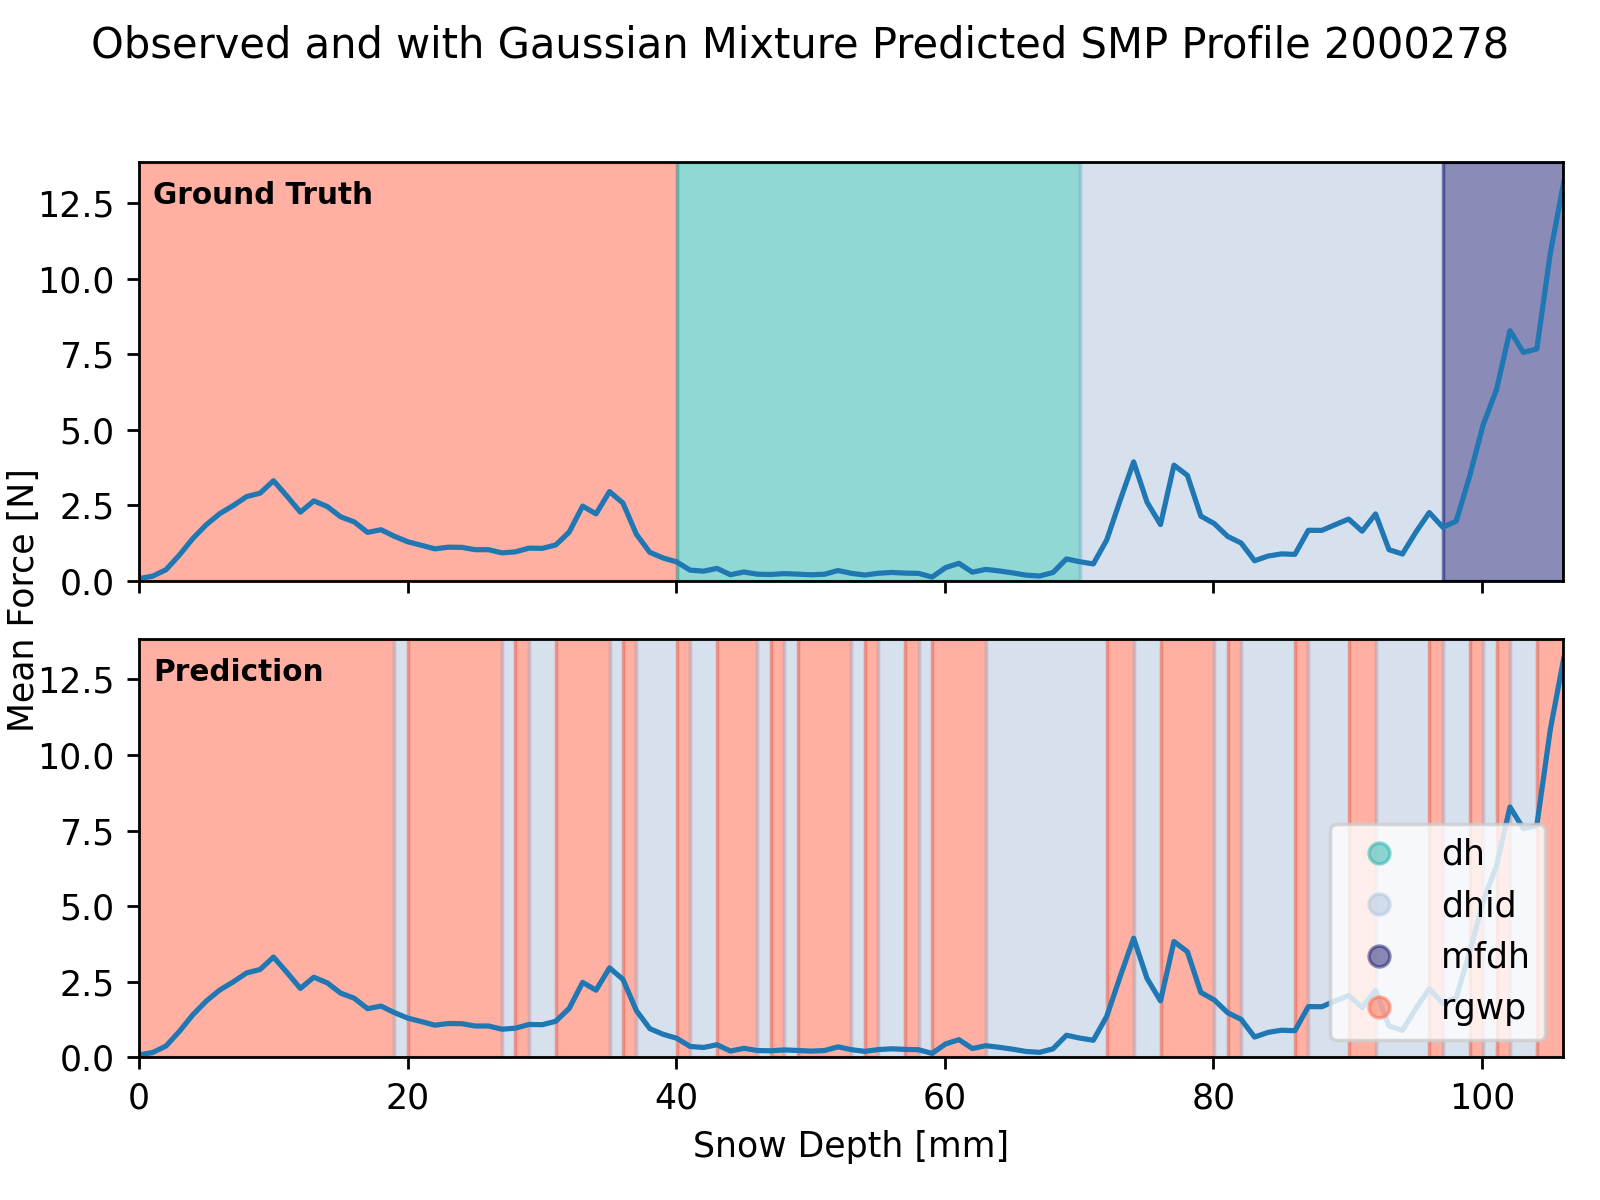 Observed and with Gaussian Mixture Predicted SMP Profile 2000278
Mean Force [N]
Ground Truth
12.5
10.0
7.5
5.0
2.5
0.0
Prediction
12.5
10.0
7.5
5.0
2.5
0.0
dh
dhid
mfdh
rgwp
0 20 40 60 80 100
Snow Depth [mm]